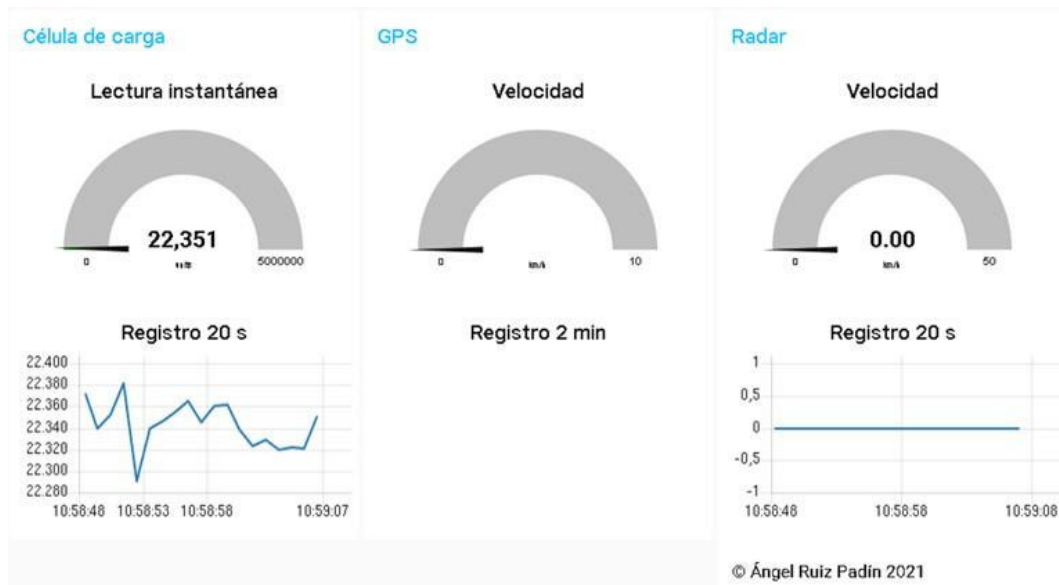 Célula de carga
Lectura instantánea
22,351
0
5000000
Registro 20 s
22.400
22.380
22.360
22.340
22.320
22.300
22.280
10:58:48 10:58:53 10:58:58 10:59:07
GPS
Velocidad
0
km/h
10
Registro 2 min
Radar
Velocidad
0.00
0
km/h
50
Registro 20 s
1
0,5
0
-0,5
-1
10:58:48 10:58:58 10:59:08
© Ángel Ruiz Padín 2021